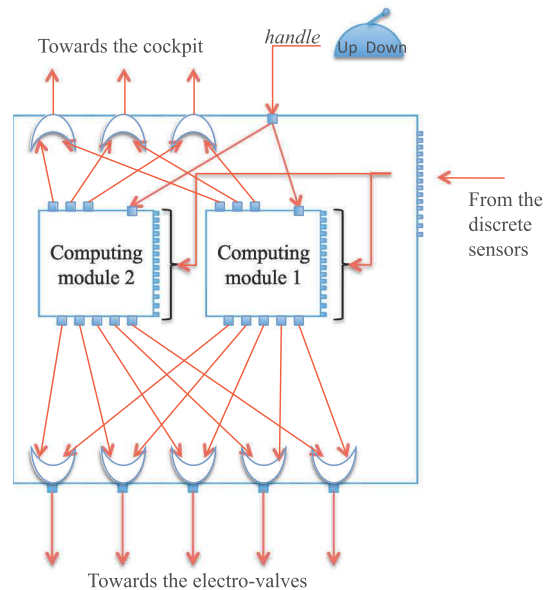 Towards the cockpit
handle
Up Down
From the
discrete
sensors
Computing
module 2
Computing
module 1
Towards the electro-valves